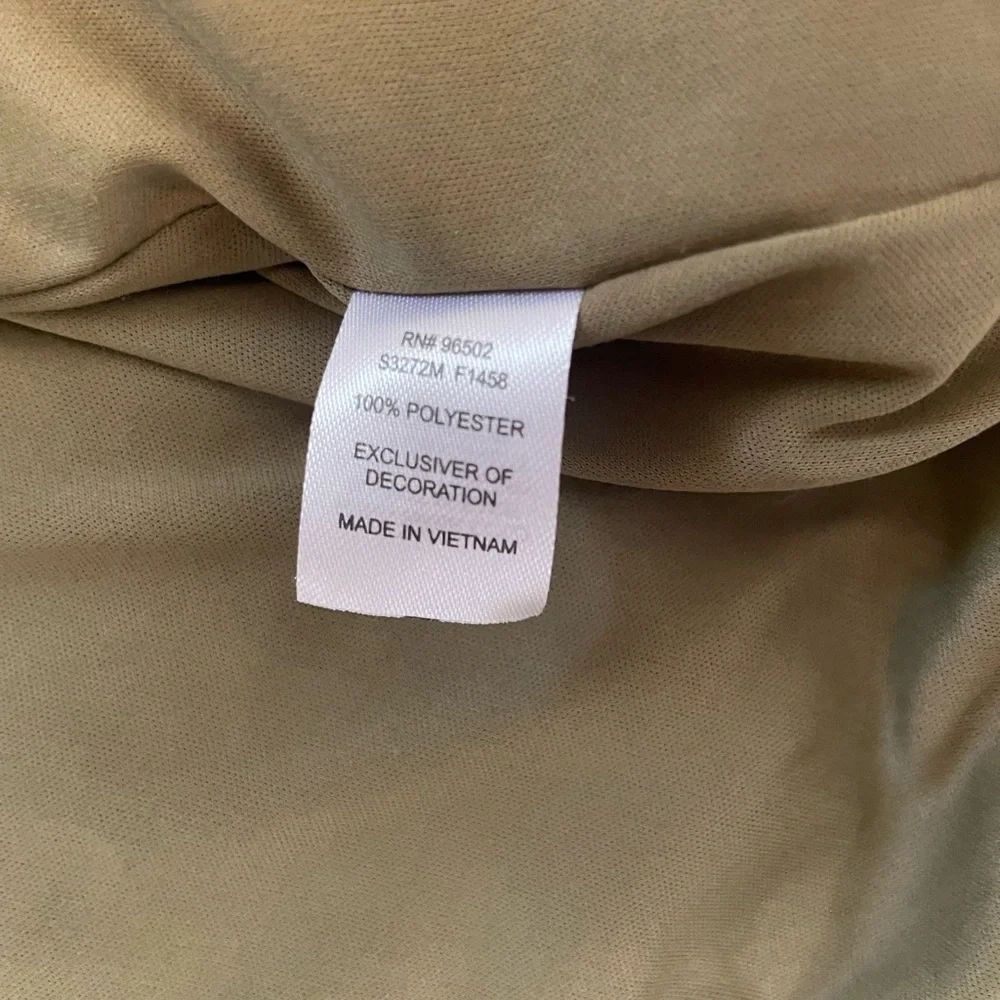 RN# 96502
S3272M F1458
100% POLYESTER
EXCLUSIVER OF
DECORATION
MADE IN VIETNAM